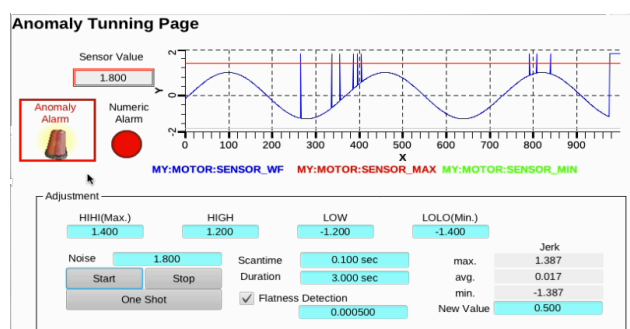 Anomaly Tunning Page
Sensor Value
1.800
Anomaly Alarm
Numeric Alarm
2
Y
0
-2
0 100 200 300 400 500 600 700 800 900
X
MY:MOTOR:SENSOR_WF MY:MOTOR:SENSOR_MAX MY:MOTOR:SENSOR_MIN
Adjustment
HIHI(Max.) HIGH LOW LOLO(Min.)
1.400 1.200 -1.200 -1.400
Jerk
Noise 1.800 Scantime 0.100 sec max. 1.387
Start Stop Duration 3.000 sec avg. 0.017
One Shot Flatness Detection min. -1.387
0.000500 New Value 0.500